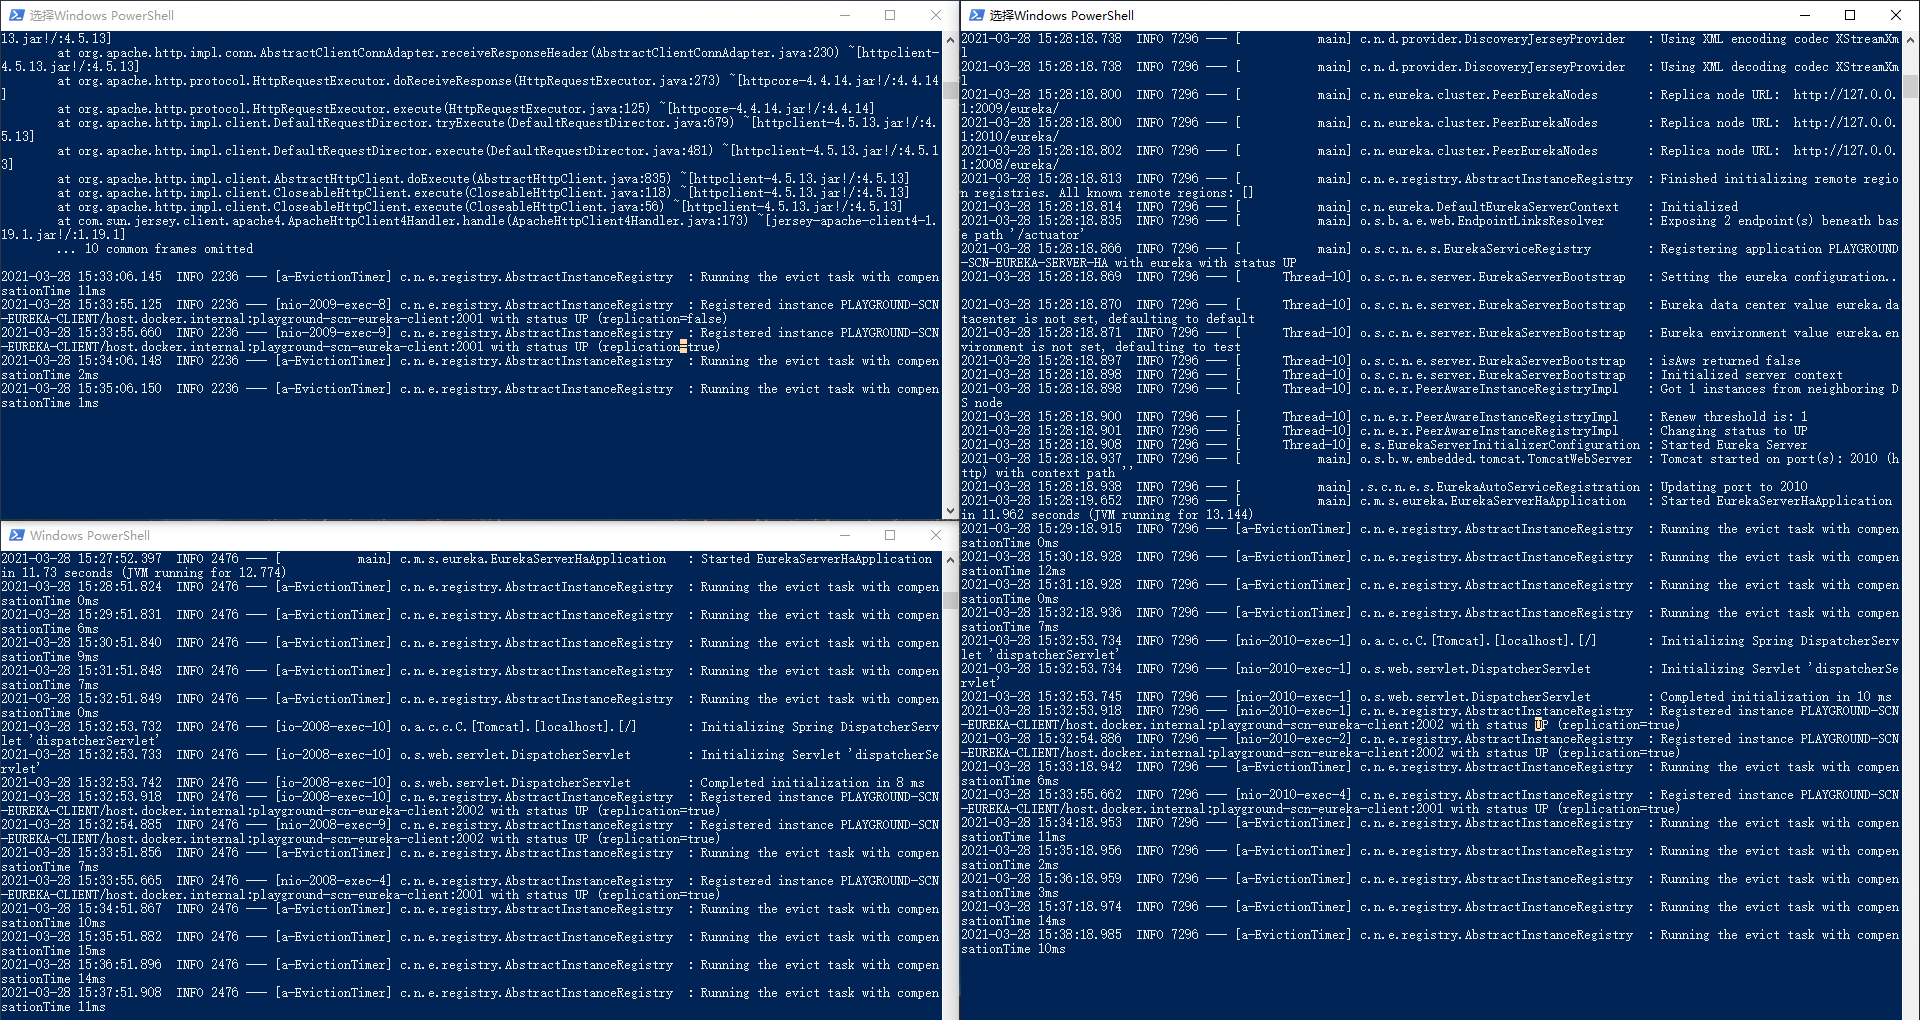 选择Windows PowerShell
13.jar!/:4.5.13]
        at org.apache.http.impl.conn.AbstractClientConnAdapter.receiveResponseHeader(AbstractClientConnAdapter.java:230) ~[httpclient-
4.5.13.jar!/:4.5.13]
        at org.apache.http.protocol.HttpRequestExecutor.doReceiveResponse(HttpRequestExecutor.java:273) ~[httpcore-4.4.14.jar!/:4.4.14
]
        at org.apache.http.protocol.HttpRequestExecutor.execute(HttpRequestExecutor.java:125) ~[httpcore-4.4.14.jar!/:4.4.14]
        at org.apache.http.impl.client.DefaultRequestDirector.tryExecute(DefaultRequestDirector.java:679) ~[httpclient-4.5.13.jar!/:4.
5.13]
        at org.apache.http.impl.client.DefaultRequestDirector.execute(DefaultRequestDirector.java:481) ~[httpclient-4.5.13.jar!/:4.5.1
3]
        at org.apache.http.impl.client.AbstractHttpClient.doExecute(AbstractHttpClient.java:835) ~[httpclient-4.5.13.jar!/:4.5.13]
        at org.apache.http.impl.client.CloseableHttpClient.execute(CloseableHttpClient.java:118) ~[httpclient-4.5.13.jar!/:4.5.13]
        at org.apache.http.impl.client.CloseableHttpClient.execute(CloseableHttpClient.java:56) ~[httpclient-4.5.13.jar!/:4.5.13]
        at com.sun.jersey.client.apache4.ApacheHttpClient4Handler.handle(ApacheHttpClient4Handler.java:173) ~[jersey-apache-client4-1.
19.1.jar!/:1.19.1]
        ... 10 common frames omitted
2021-03-28 15:33:06.145  INFO 2236 --- [a-EvictionTimer] c.n.e.registry.AbstractInstanceRegistry  : Running the evict task with compen
sationTime 11ms
2021-03-28 15:33:55.125  INFO 2236 --- [nio-2009-exec-8] c.n.e.registry.AbstractInstanceRegistry  : Registered instance PLAYGROUND-SCN
-EUREKA-CLIENT/host.docker.internal:playground-scn-eureka-client:2001 with status UP (replication=false)
2021-03-28 15:33:55.660  INFO 2236 --- [nio-2009-exec-9] c.n.e.registry.AbstractInstanceRegistry  : Registered instance PLAYGROUND-SCN
-EUREKA-CLIENT/host.docker.internal:playground-scn-eureka-client:2001 with status UP (replication=true)
2021-03-28 15:34:06.148  INFO 2236 --- [a-EvictionTimer] c.n.e.registry.AbstractInstanceRegistry  : Running the evict task with compen
sationTime 2ms
2021-03-28 15:35:06.150  INFO 2236 --- [a-EvictionTimer] c.n.e.registry.AbstractInstanceRegistry  : Running the evict task with compen
sationTime 1ms
Windows PowerShell
2021-03-28 15:27:52.397  INFO 2476 --- [           main] c.m.s.eureka.EurekaServerHaApplication   : Started EurekaServerHaApplication
in 11.73 seconds (JVM running for 12.774)
2021-03-28 15:28:51.824  INFO 2476 --- [a-EvictionTimer] c.n.e.registry.AbstractInstanceRegistry  : Running the evict task with compen
sationTime 0ms
2021-03-28 15:29:51.831  INFO 2476 --- [a-EvictionTimer] c.n.e.registry.AbstractInstanceRegistry  : Running the evict task with compen
sationTime 6ms
2021-03-28 15:30:51.840  INFO 2476 --- [a-EvictionTimer] c.n.e.registry.AbstractInstanceRegistry  : Running the evict task with compen
sationTime 9ms
2021-03-28 15:31:51.848  INFO 2476 --- [a-EvictionTimer] c.n.e.registry.AbstractInstanceRegistry  : Running the evict task with compen
sationTime 7ms
2021-03-28 15:32:51.849  INFO 2476 --- [a-EvictionTimer] c.n.e.registry.AbstractInstanceRegistry  : Running the evict task with compen
sationTime 0ms
2021-03-28 15:32:53.732  INFO 2476 --- [io-2008-exec-10] o.a.c.c.C.[Tomcat].[localhost].[/]       : Initializing Spring DispatcherServ
let 'dispatcherServlet'
2021-03-28 15:32:53.733  INFO 2476 --- [io-2008-exec-10] o.s.web.servlet.DispatcherServlet        : Initializing Servlet 'dispatcherSe
rvlet'
2021-03-28 15:32:53.742  INFO 2476 --- [io-2008-exec-10] o.s.web.servlet.DispatcherServlet        : Completed initialization in 8 ms
2021-03-28 15:32:53.918  INFO 2476 --- [io-2008-exec-10] c.n.e.registry.AbstractInstanceRegistry  : Registered instance PLAYGROUND-SCN
-EUREKA-CLIENT/host.docker.internal:playground-scn-eureka-client:2002 with status UP (replication=true)
2021-03-28 15:32:54.885  INFO 2476 --- [nio-2008-exec-9] c.n.e.registry.AbstractInstanceRegistry  : Registered instance PLAYGROUND-SCN
-EUREKA-CLIENT/host.docker.internal:playground-scn-eureka-client:2002 with status UP (replication=true)
2021-03-28 15:33:51.856  INFO 2476 --- [a-EvictionTimer] c.n.e.registry.AbstractInstanceRegistry  : Running the evict task with compen
sationTime 7ms
2021-03-28 15:33:55.665  INFO 2476 --- [nio-2008-exec-4] c.n.e.registry.AbstractInstanceRegistry  : Registered instance PLAYGROUND-SCN
-EUREKA-CLIENT/host.docker.internal:playground-scn-eureka-client:2001 with status UP (replication=true)
2021-03-28 15:34:51.867  INFO 2476 --- [a-EvictionTimer] c.n.e.registry.AbstractInstanceRegistry  : Running the evict task with compen
sationTime 10ms
2021-03-28 15:35:51.882  INFO 2476 --- [a-EvictionTimer] c.n.e.registry.AbstractInstanceRegistry  : Running the evict task with compen
sationTime 15ms
2021-03-28 15:36:51.896  INFO 2476 --- [a-EvictionTimer] c.n.e.registry.AbstractInstanceRegistry  : Running the evict task with compen
sationTime 14ms
2021-03-28 15:37:51.908  INFO 2476 --- [a-EvictionTimer] c.n.e.registry.AbstractInstanceRegistry  : Running the evict task with compen
sationTime 11ms
选择Windows PowerShell
2021-03-28 15:28:18.738  INFO 7296 --- [           main] c.n.d.provider.DiscoveryJerseyProvider   : Using XML encoding codec XStreamXm
l
2021-03-28 15:28:18.738  INFO 7296 --- [           main] c.n.d.provider.DiscoveryJerseyProvider   : Using XML decoding codec XStreamXm
l
2021-03-28 15:28:18.800  INFO 7296 --- [           main] c.n.eureka.cluster.PeerEurekaNodes       : Replica node URL:  http://127.0.0.
1:2009/eureka/
2021-03-28 15:28:18.800  INFO 7296 --- [           main] c.n.eureka.cluster.PeerEurekaNodes       : Replica node URL:  http://127.0.0.
1:2010/eureka/
2021-03-28 15:28:18.802  INFO 7296 --- [           main] c.n.eureka.cluster.PeerEurekaNodes       : Replica node URL:  http://127.0.0.
1:2008/eureka/
2021-03-28 15:28:18.813  INFO 7296 --- [           main] c.n.e.registry.AbstractInstanceRegistry  : Finished initializing remote regio
n registries. All known remote regions: []
2021-03-28 15:28:18.814  INFO 7296 --- [           main] c.n.eureka.DefaultEurekaServerContext    : Initialized
2021-03-28 15:28:18.835  INFO 7296 --- [           main] o.s.b.a.e.web.EndpointLinksResolver      : Exposing 2 endpoint(s) beneath bas
e path '/actuator'
2021-03-28 15:28:18.866  INFO 7296 --- [           main] o.s.c.n.e.s.EurekaServiceRegistry        : Registering application PLAYGROUND
-SCN-EUREKA-SERVER-HA with eureka with status UP
2021-03-28 15:28:18.869  INFO 7296 --- [      Thread-10] o.s.c.n.e.server.EurekaServerBootstrap   : Setting the eureka configuration..
2021-03-28 15:28:18.870  INFO 7296 --- [      Thread-10] o.s.c.n.e.server.EurekaServerBootstrap   : Eureka data center value eureka.da
tacenter is not set, defaulting to default
2021-03-28 15:28:18.871  INFO 7296 --- [      Thread-10] o.s.c.n.e.server.EurekaServerBootstrap   : Eureka environment value eureka.en
vironment is not set, defaulting to test
2021-03-28 15:28:18.897  INFO 7296 --- [      Thread-10] o.s.c.n.e.server.EurekaServerBootstrap   : isAws returned false
2021-03-28 15:28:18.898  INFO 7296 --- [      Thread-10] o.s.c.n.e.server.EurekaServerBootstrap   : Initialized server context
2021-03-28 15:28:18.898  INFO 7296 --- [      Thread-10] c.n.e.r.PeerAwareInstanceRegistryImpl    : Got 1 instances from neighboring D
S node
2021-03-28 15:28:18.900  INFO 7296 --- [      Thread-10] c.n.e.r.PeerAwareInstanceRegistryImpl    : Renew threshold is: 1
2021-03-28 15:28:18.901  INFO 7296 --- [      Thread-10] c.n.e.r.PeerAwareInstanceRegistryImpl    : Changing status to UP
2021-03-28 15:28:18.908  INFO 7296 --- [      Thread-10] e.s.EurekaServerInitializerConfiguration : Started Eureka Server
2021-03-28 15:28:18.937  INFO 7296 --- [           main] o.s.b.w.embedded.tomcat.TomcatWebServer  : Tomcat started on port(s): 2010 (h
ttp) with context path ''
2021-03-28 15:28:18.938  INFO 7296 --- [           main] .s.c.n.e.s.EurekaAutoServiceRegistration : Updating port to 2010
2021-03-28 15:28:19.652  INFO 7296 --- [           main] c.m.s.eureka.EurekaServerHaApplication   : Started EurekaServerHaApplication
in 11.962 seconds (JVM running for 13.144)
2021-03-28 15:29:18.915  INFO 7296 --- [a-EvictionTimer] c.n.e.registry.AbstractInstanceRegistry  : Running the evict task with compen
sationTime 0ms
2021-03-28 15:30:18.928  INFO 7296 --- [a-EvictionTimer] c.n.e.registry.AbstractInstanceRegistry  : Running the evict task with compen
sationTime 12ms
2021-03-28 15:31:18.928  INFO 7296 --- [a-EvictionTimer] c.n.e.registry.AbstractInstanceRegistry  : Running the evict task with compen
sationTime 0ms
2021-03-28 15:32:18.936  INFO 7296 --- [a-EvictionTimer] c.n.e.registry.AbstractInstanceRegistry  : Running the evict task with compen
sationTime 7ms
2021-03-28 15:32:53.734  INFO 7296 --- [nio-2010-exec-1] o.a.c.c.C.[Tomcat].[localhost].[/]       : Initializing Spring DispatcherServ
let 'dispatcherServlet'
2021-03-28 15:32:53.734  INFO 7296 --- [nio-2010-exec-1] o.s.web.servlet.DispatcherServlet        : Initializing Servlet 'dispatcherSe
rvlet'
2021-03-28 15:32:53.745  INFO 7296 --- [nio-2010-exec-1] o.s.web.servlet.DispatcherServlet        : Completed initialization in 10 ms
2021-03-28 15:32:53.918  INFO 7296 --- [nio-2010-exec-1] c.n.e.registry.AbstractInstanceRegistry  : Registered instance PLAYGROUND-SCN
-EUREKA-CLIENT/host.docker.internal:playground-scn-eureka-client:2002 with status UP (replication=true)
2021-03-28 15:32:54.886  INFO 7296 --- [nio-2010-exec-2] c.n.e.registry.AbstractInstanceRegistry  : Registered instance PLAYGROUND-SCN
-EUREKA-CLIENT/host.docker.internal:playground-scn-eureka-client:2002 with status UP (replication=true)
2021-03-28 15:33:18.942  INFO 7296 --- [a-EvictionTimer] c.n.e.registry.AbstractInstanceRegistry  : Running the evict task with compen
sationTime 6ms
2021-03-28 15:33:55.662  INFO 7296 --- [nio-2010-exec-4] c.n.e.registry.AbstractInstanceRegistry  : Registered instance PLAYGROUND-SCN
-EUREKA-CLIENT/host.docker.internal:playground-scn-eureka-client:2001 with status UP (replication=true)
2021-03-28 15:34:18.953  INFO 7296 --- [a-EvictionTimer] c.n.e.registry.AbstractInstanceRegistry  : Running the evict task with compen
sationTime 11ms
2021-03-28 15:35:18.956  INFO 7296 --- [a-EvictionTimer] c.n.e.registry.AbstractInstanceRegistry  : Running the evict task with compen
sationTime 2ms
2021-03-28 15:36:18.959  INFO 7296 --- [a-EvictionTimer] c.n.e.registry.AbstractInstanceRegistry  : Running the evict task with compen
sationTime 3ms
2021-03-28 15:37:18.974  INFO 7296 --- [a-EvictionTimer] c.n.e.registry.AbstractInstanceRegistry  : Running the evict task with compen
sationTime 14ms
2021-03-28 15:38:18.985  INFO 7296 --- [a-EvictionTimer] c.n.e.registry.AbstractInstanceRegistry  : Running the evict task with compen
sationTime 10ms